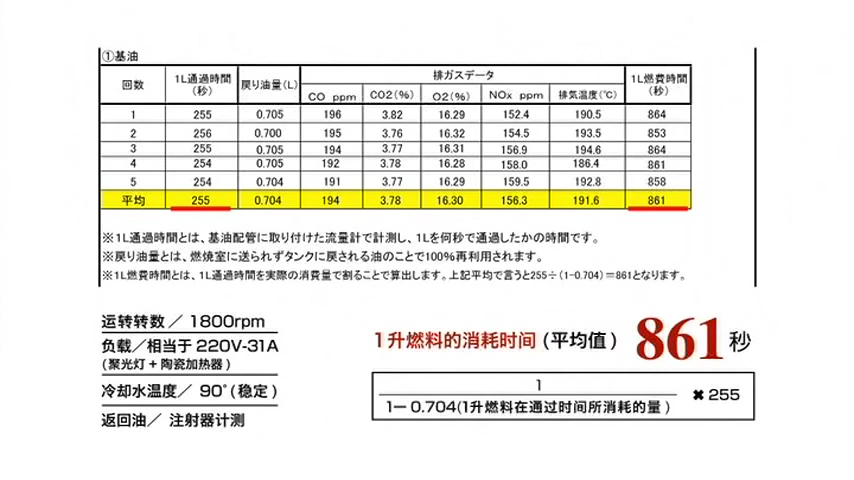 ①基油
回数 1L通過時間(秒) 戻り油量(L) 排ガスデータ 1L燃費時間(秒)
CO ppm CO2(%) O2(%) NOx ppm 排気温度(℃)
1 255 0.705 196 3.82 16.29 152.4 190.5 864
2 256 0.700 195 3.76 16.32 154.5 193.5 853
3 255 0.705 194 3.77 16.31 156.9 194.6 864
4 254 0.705 192 3.78 16.28 158.0 186.4 861
5 254 0.704 191 3.77 16.29 159.5 192.8 858
平均 255 0.704 194 3.78 16.30 156.3 191.6 861
※1L通過時間とは、基油配管に取り付けた流量計で計測し、1Lを何秒で通過したかの時間です。
※戻り油量とは、燃焼室に送られずタンクに戻される油のことで100%再利用されます。
※1L燃費時間とは、1L通過時間を実際の消費量で割ることで算出します。上記平均で言うと255÷(1-0.704)=861となります。
运转转数／1800rpm
负载／相当于 220V-31A
(聚光灯+陶瓷加热器)
冷却水温度／ 90°(稳定)
返回油／ 注射器计测
1升燃料的消耗时间 (平均值) 861秒
1
1－0.704(1升燃料在通过时间所消耗的量)
×255